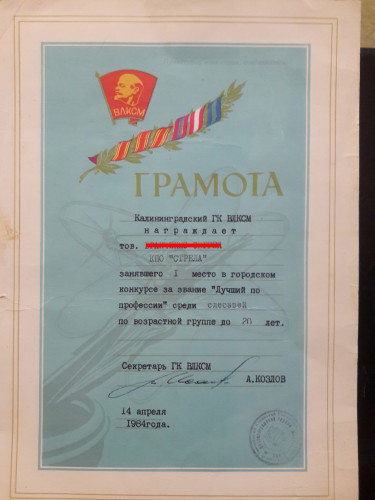 ВЛКСМ
ГРАМОТА
Калининградский ГК ВЛКСМ
награждает
тов.
НПО "СТРЕЛА"
занявшего I место в городском
конкурсе за звание "Лучший по
профессии" среди слесарей
по возрастной группе до 20 лет.
Секретарь ГК ВЛКСМ
А.КОЗЛОВ
14 апреля
1984года.